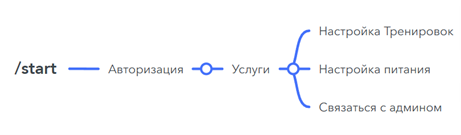 /start
Авторизация
Услуги
Настройка Тренировок
Настройка питания
Связаться с админом